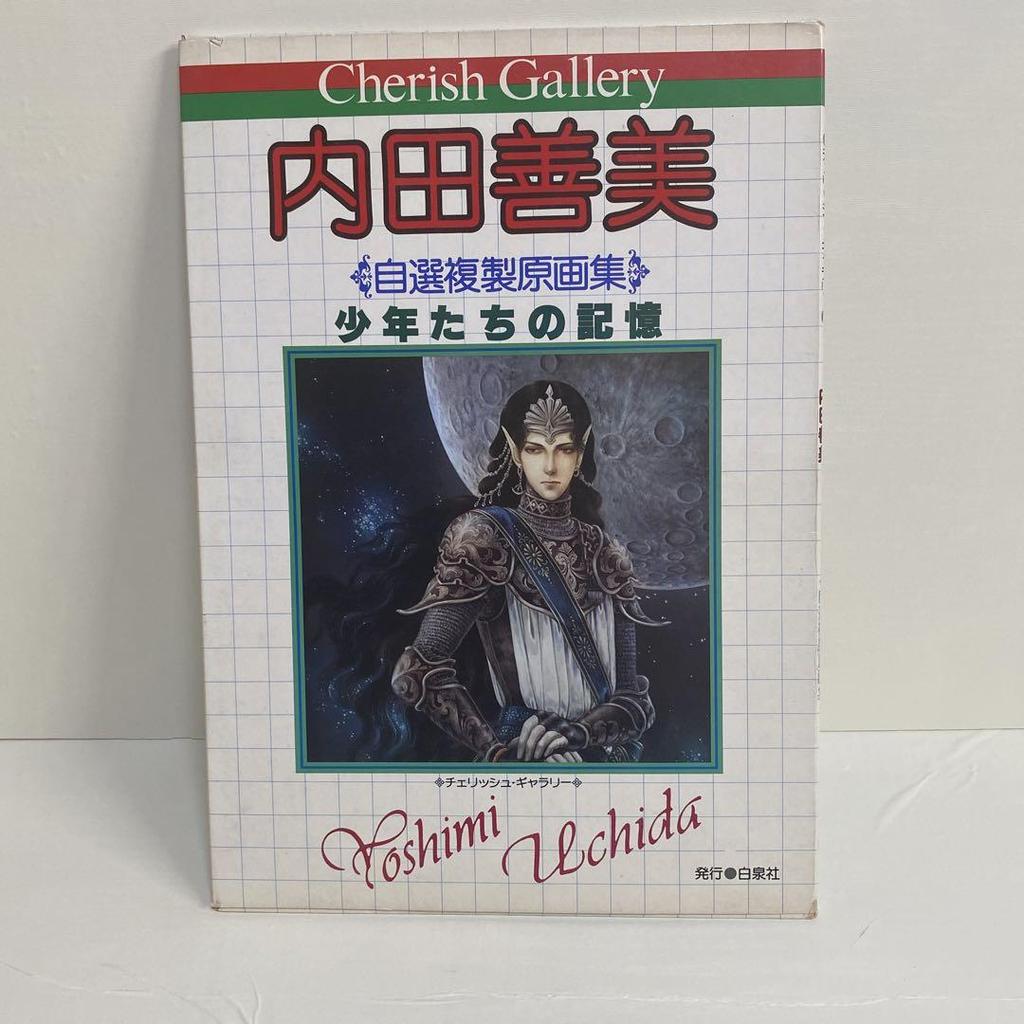 Cherish Gallery
内田善美
自選複製原画集
少年たちの記憶
チェリッシュ・ギャラリー
Yoshimi Uchida
発行●白泉社